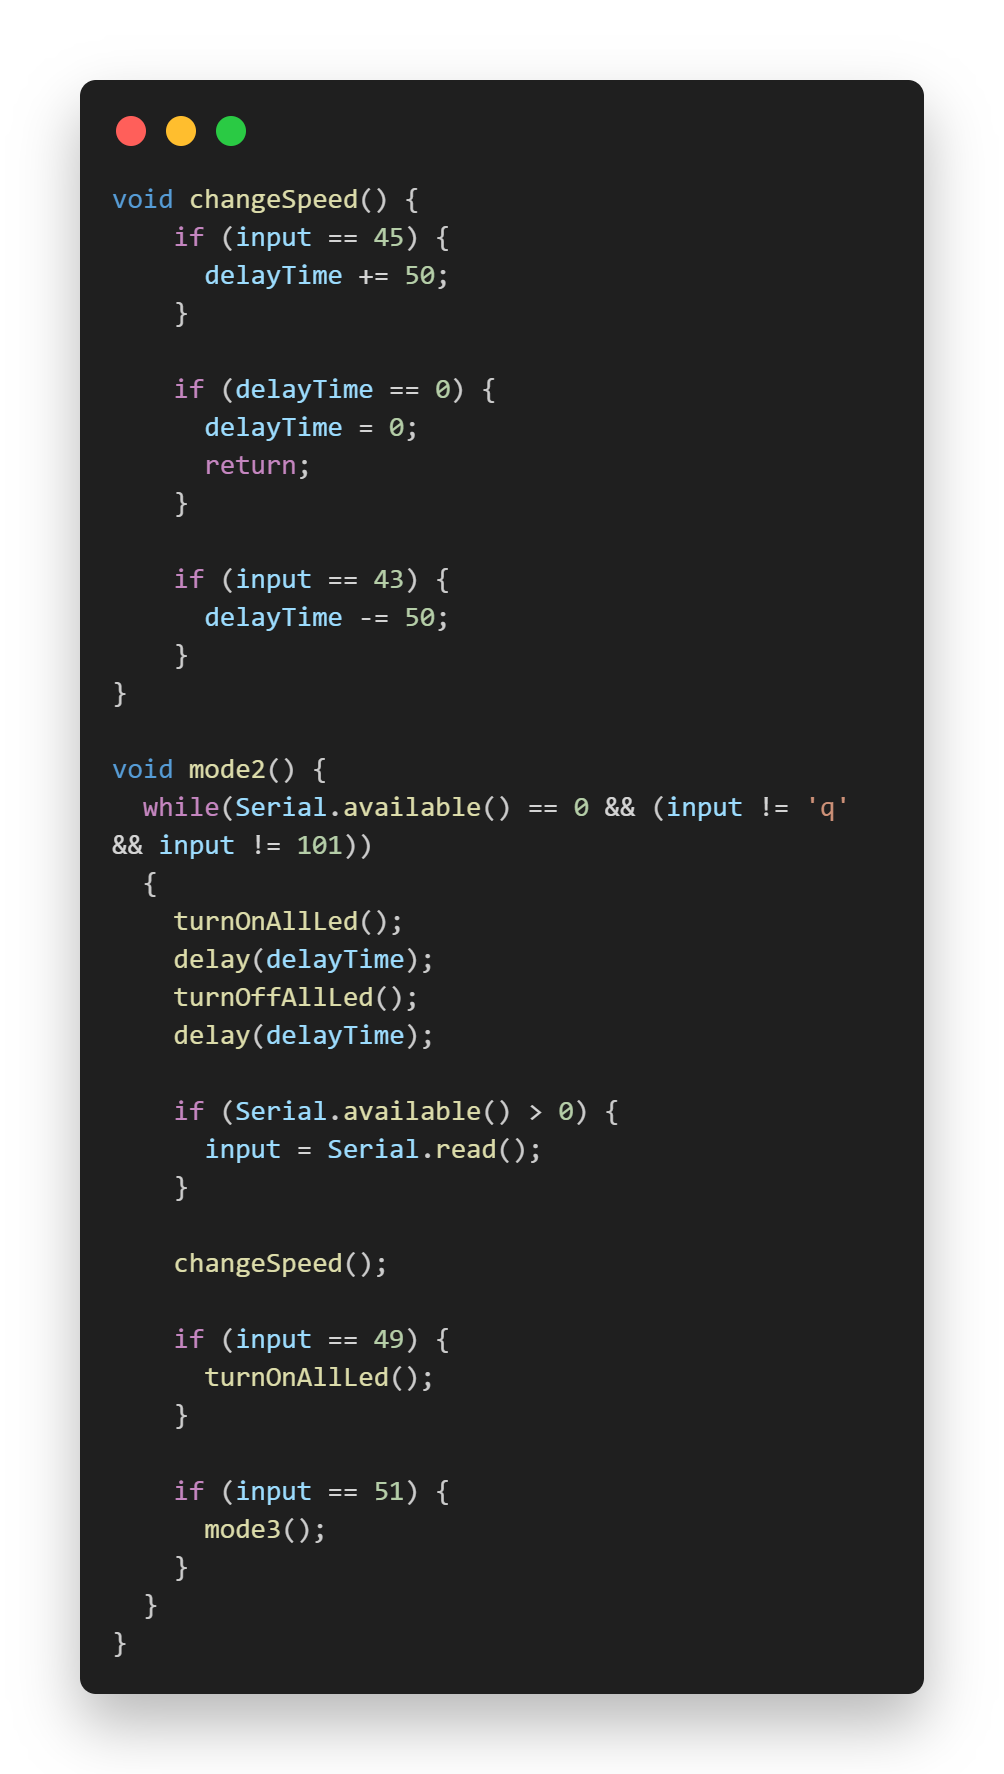 void changeSpeed() {
    if (input == 45) {
      delayTime += 50;
    }

    if (delayTime == 0) {
      delayTime = 0;
      return;
    }

    if (input == 43) {
      delayTime -= 50;
    }
}

void mode2() {
  while(Serial.available() == 0 && (input != 'q'
&& input != 101))
  {
    turnOnAllLed();
    delay(delayTime);
    turnOffAllLed();
    delay(delayTime);

    if (Serial.available() > 0) {
      input = Serial.read();
    }

    changeSpeed();

    if (input == 49) {
      turnOnAllLed();
    }

    if (input == 51) {
      mode3();
    }
  }
}